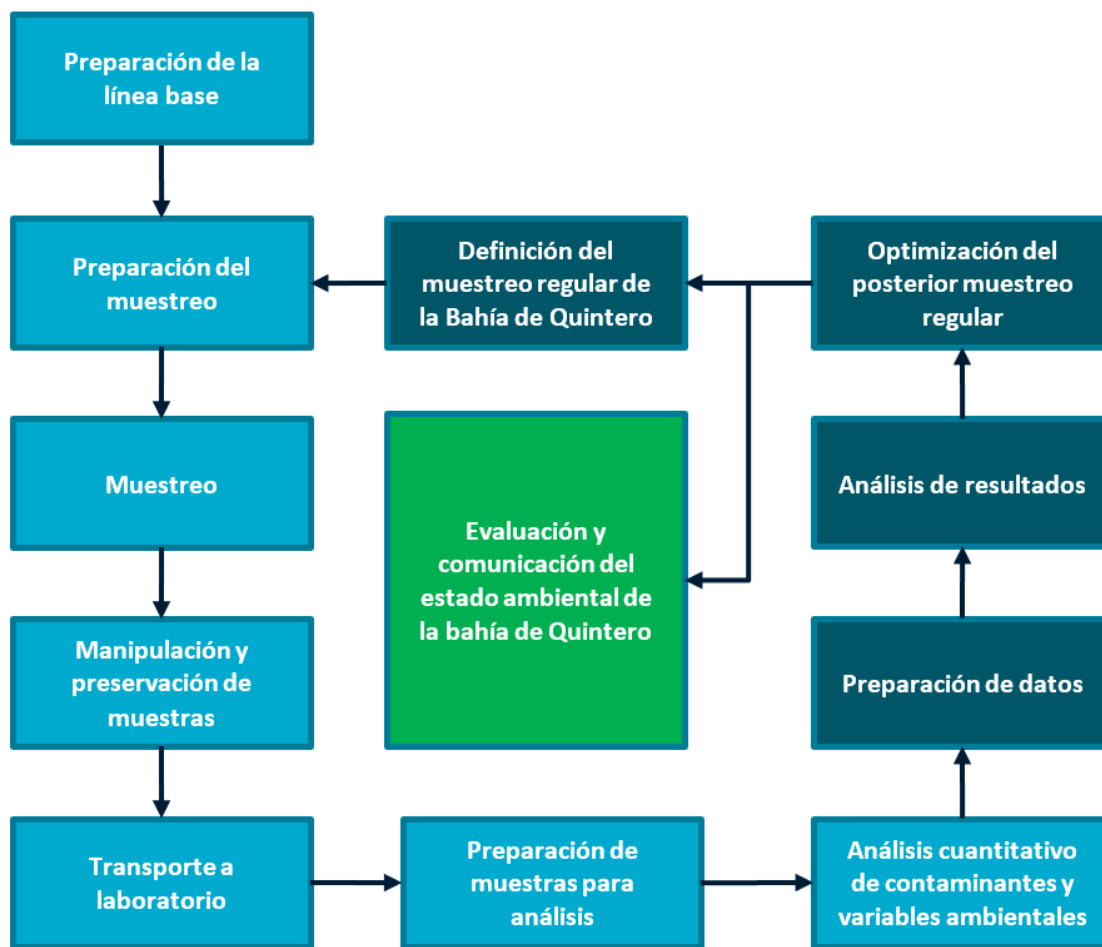 Preparación de la
línea base
Preparación del
muestreo
Definición del
muestreo regular de
la Bahía de Quintero
Optimización del
posterior muestreo
regular
Muestreo
Evaluación y
comunicación del
estado ambiental de
la bahía de Quintero
Análisis de resultados
Manipulación y
preservación de
muestras
Preparación de datos
Transporte a
laboratorio
Preparación de
muestras para
análisis
Análisis cuantitativo
de contaminantes y
variables ambientales